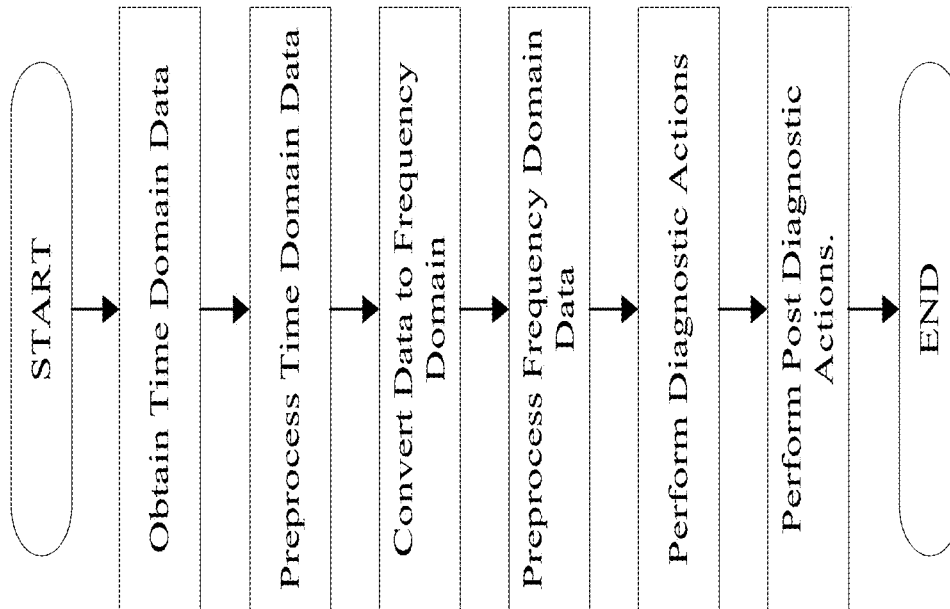 START
Obtain Time Domain Data
Preprocess Time Domain Data
Convert Data to Frequency
Domain
Preprocess Frequency Domain
Data
Perform Diagnostic Actions
Perform Post Diagnostic
Actions.
END